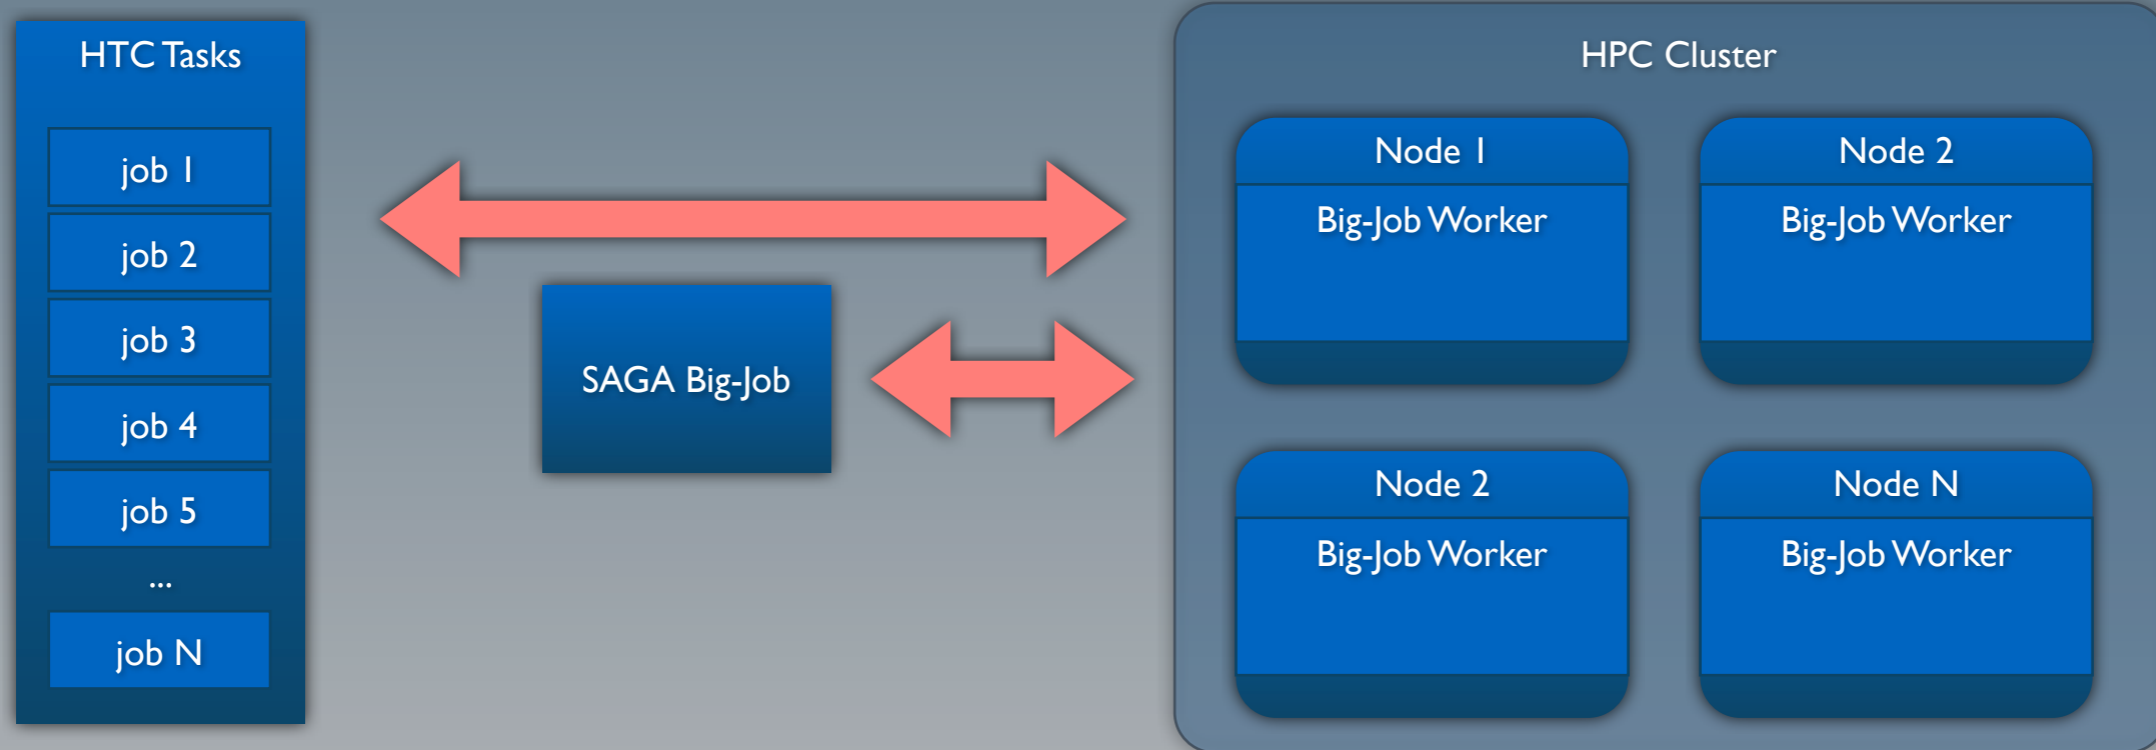 HTC Tasks
job 1
job 2
job 3
job 4
job 5
...
job N
SAGA Big-Job
HPC Cluster
Node 1
Big-Job Worker
Node 2
Big-Job Worker
Node 2
Big-Job Worker
Node N
Big-Job Worker